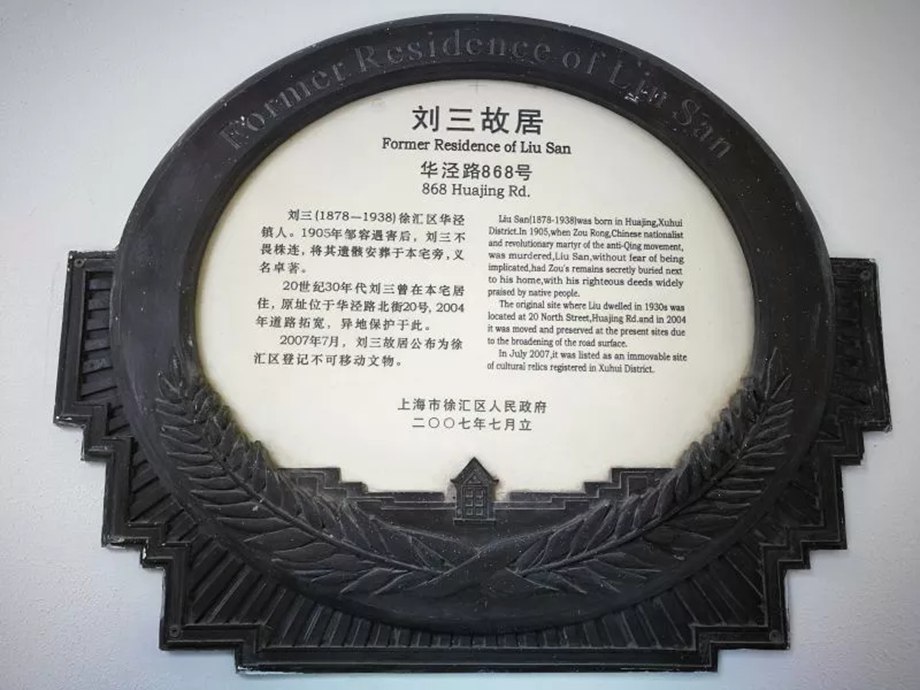 Former Residence of Liu San
刘三故居
Former Residence of Liu San
华泾路868号
868 Huajing Rd.
刘三(1878—1938)徐汇区华泾
镇人。1905年邹容遇害后，刘三不
畏株连，将其遗骸安葬于本宅旁，义
名卓著。
20世纪30年代刘三曾在本宅居
住，原址位于华泾路北街20号，2004
年道路拓宽，异地保护于此。
2007年7月，刘三故居公布为徐
汇区登记不可移动文物。
Liu San(1878-1938)was born in Huajing,Xuhui
District.In 1905,when Zou Rong,Chinese nationalist
and revolutionary martyr of the anti-Qing movement,
was murdered,Liu San,without fear of being
implicated,had Zou's remains secretly buried next
to his home,with his righteous deeds widely
praised by native people.
The original site where Liu dwelled in 1930s was
located at 20 North Street,Huajing Rd.and in 2004
it was moved and preserved at the present sites due
to the broadening of the road surface.
In July 2007,it was listed as an immovable site
of cultural relics registered in Xuhui District.
上海市徐汇区人民政府
二〇〇七年七月立